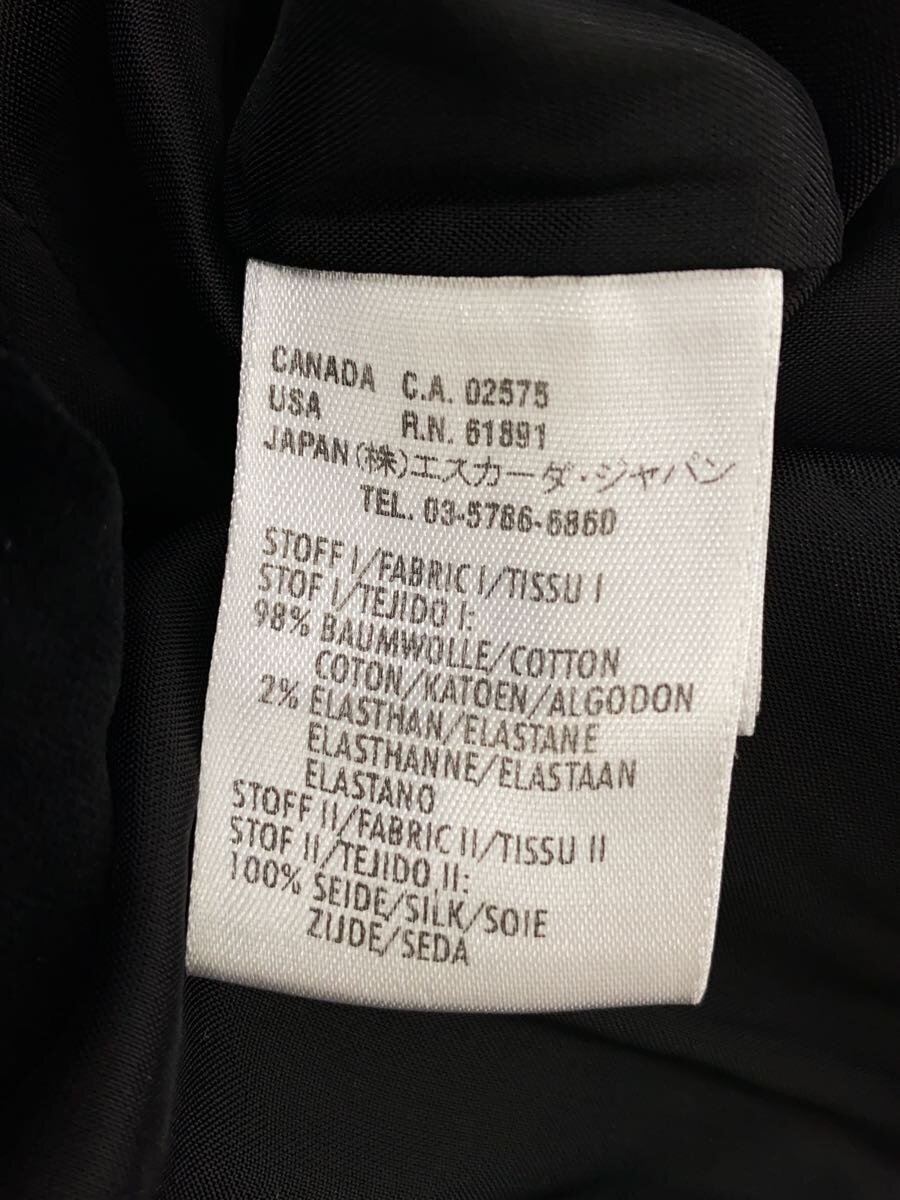 CANADA C.A. 02575
USA R.N. 61891
JAPAN (株)エスカーダ・ジャパン
TEL. 03-5766-6860
STOFF I/FABRIC I/TISSU I
STOF I/TEJIDO I:
98% BAUMWOLLE/COTTON
COTON/KATOEN/ALGODON
2% ELASTHAN/ELASTANE
ELASTHANNE/ELASTAAN
ELASTANO
STOFF II/FABRIC II/TISSU II
STOF II/TEJIDO II:
100% SEIDE/SILK/SOIE
ZIJDE/SEDA